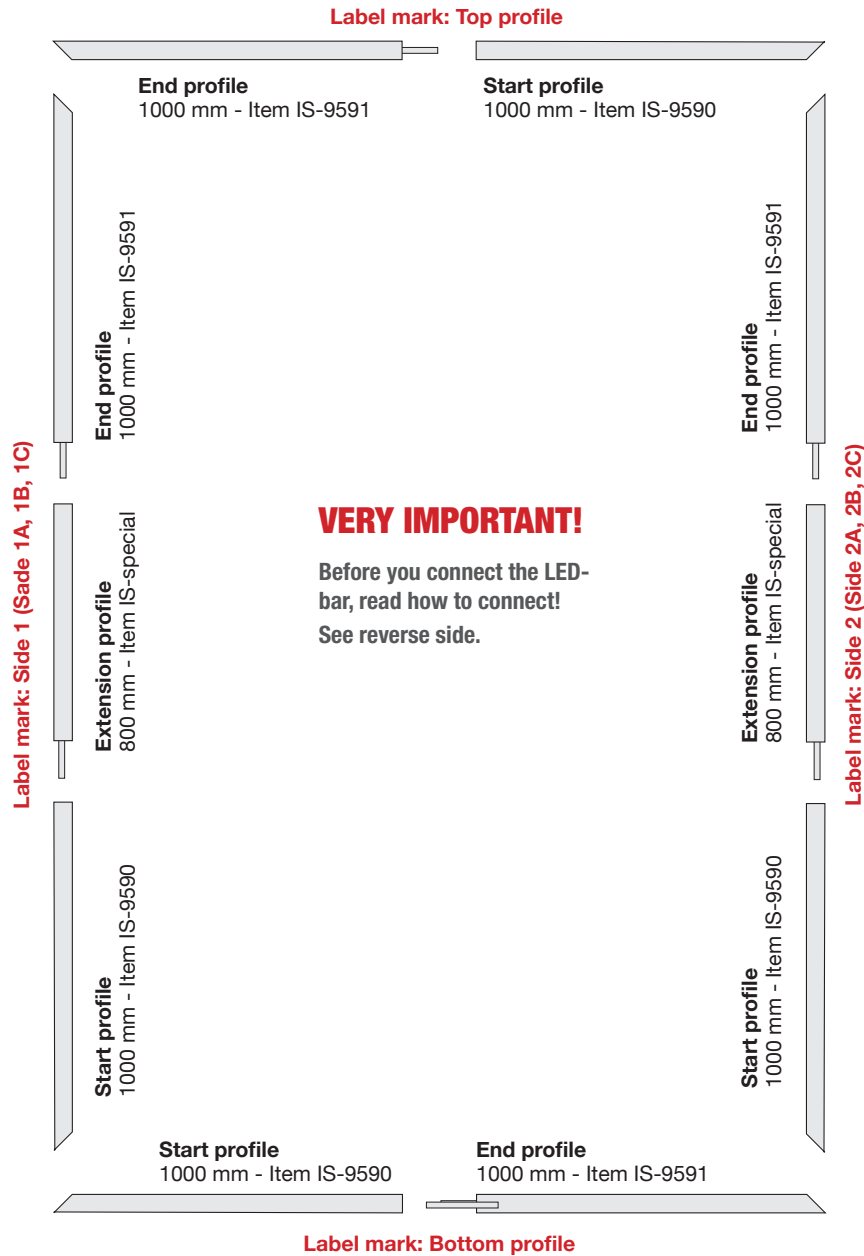 Label mark: Top profile
End profile
1000 mm - Item IS-9591
Start profile
1000 mm - Item IS-9590
End profile
1000 mm - Item IS-9591
End profile
1000 mm - Item IS-9591
Label mark: Side 1 (Sade 1A, 1B, 1C)
Extension profile
800 mm - Item IS-special
VERY IMPORTANT!
Before you connect the LED-
bar, read how to connect!
See reverse side.
Extension profile
800 mm - Item IS-special
Label mark: Side 2 (Side 2A, 2B, 2C)
Start profile
1000 mm - Item IS-9590
Start profile
1000 mm - Item IS-9590
Start profile
1000 mm - Item IS-9590
End profile
1000 mm - Item IS-9591
Label mark: Bottom profile